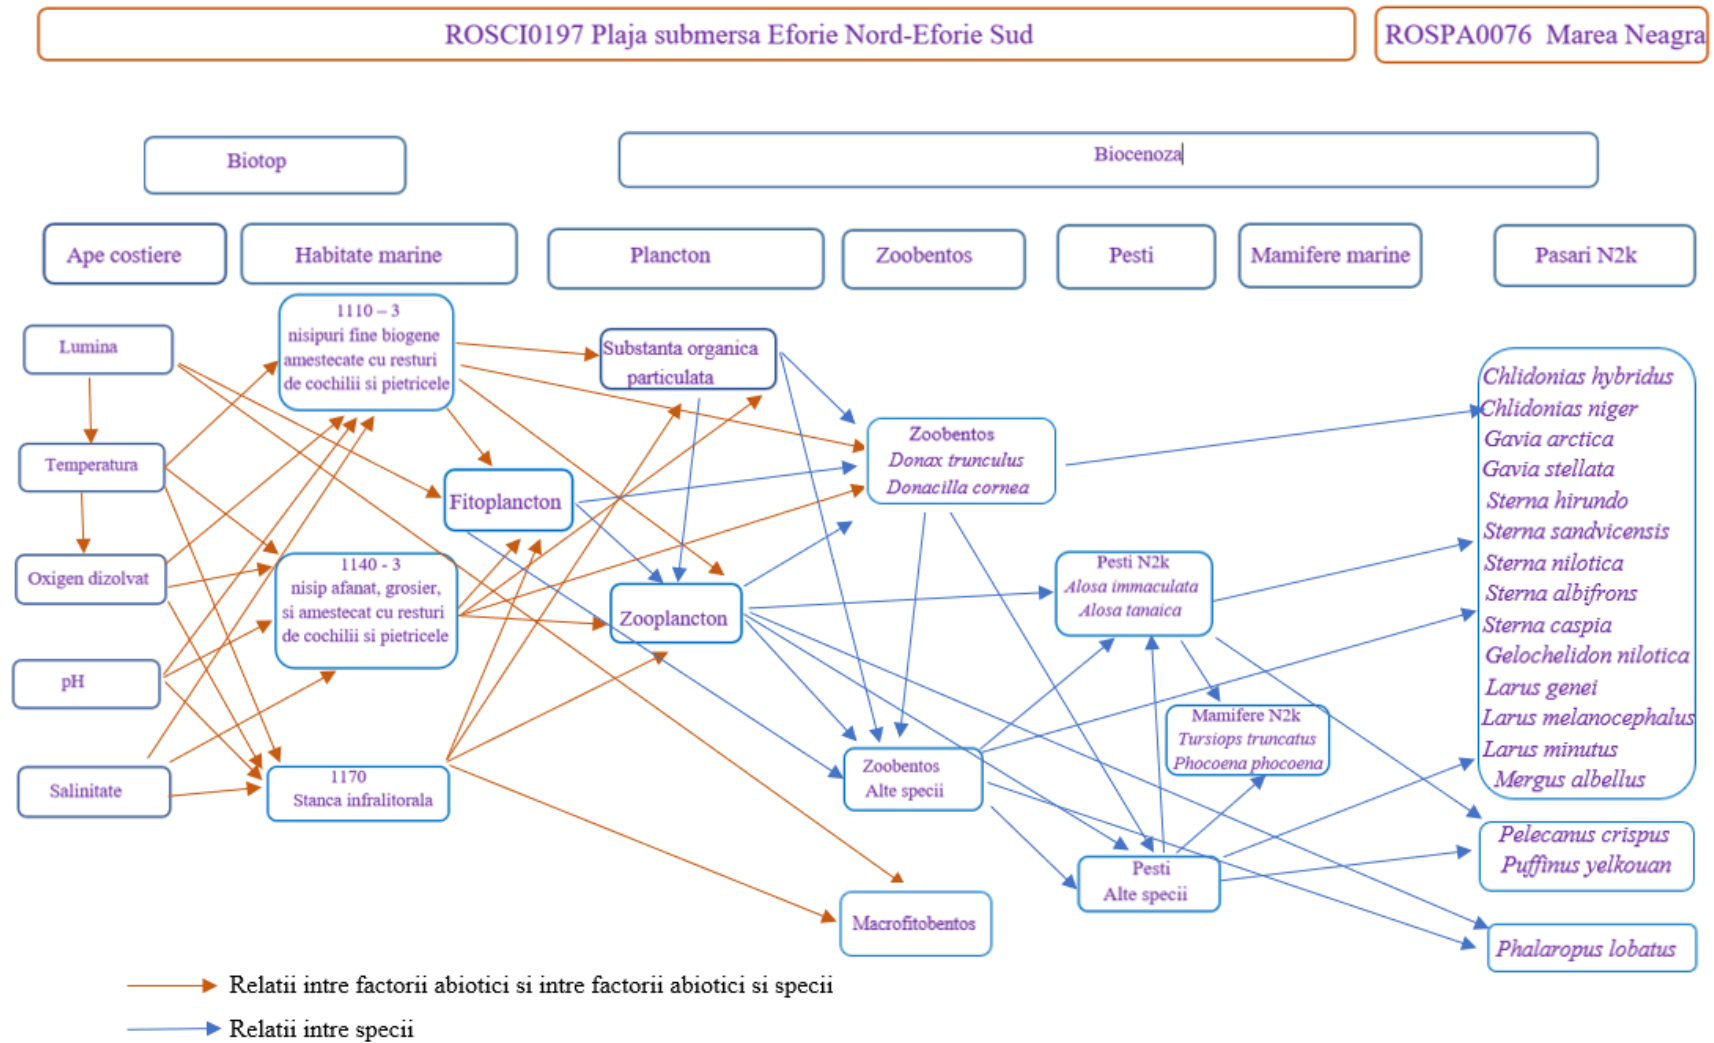 ROSCI0197 Plaja submersa Eforie Nord-Eforie Sud
ROSPA0076 Marea Neagra
Biotop
Biocenoza
Ape costiere
Habitate marine
Plancton
Zoobentos
Pesti
Mamifere marine
Pasari N2k
Lumina
Temperatura
Oxigen dizolvat
pH
Salinitate
1110 – 3
nisipuri fine biogene
amestecate cu resturi
de cochilii si pietricele
1140 - 3
nisip afanat, grosier,
si amestecat cu resturi
de cochilii si pietricele
1170
Stanca infralitorala
Substanta organica
particulata
Fitoplancton
Zooplancton
Zoobentos
Donax trunculus
Donacilla cornea
Zoobentos
Alte specii
Macrofitobentos
Pesti N2k
Alosa immaculata
Alosa tanaica
Mamifere N2k
Tursiops truncatus
Phocoena phocoena
Pesti
Alte specii
Chlidonias hybridus
Chlidonias niger
Gavia arctica
Gavia stellata
Sterna hirundo
Sterna sandvicensis
Sterna nilotica
Sterna albifrons
Sterna caspia
Gelochelidon nilotica
Larus genei
Larus melanocephalus
Larus minutus
Mergus albellus
Pelecanus crispus
Puffinus yelkouan
Phalaropus lobatus
Relatii intre factorii abiotici si intre factorii abiotici si specii
Relatii intre specii